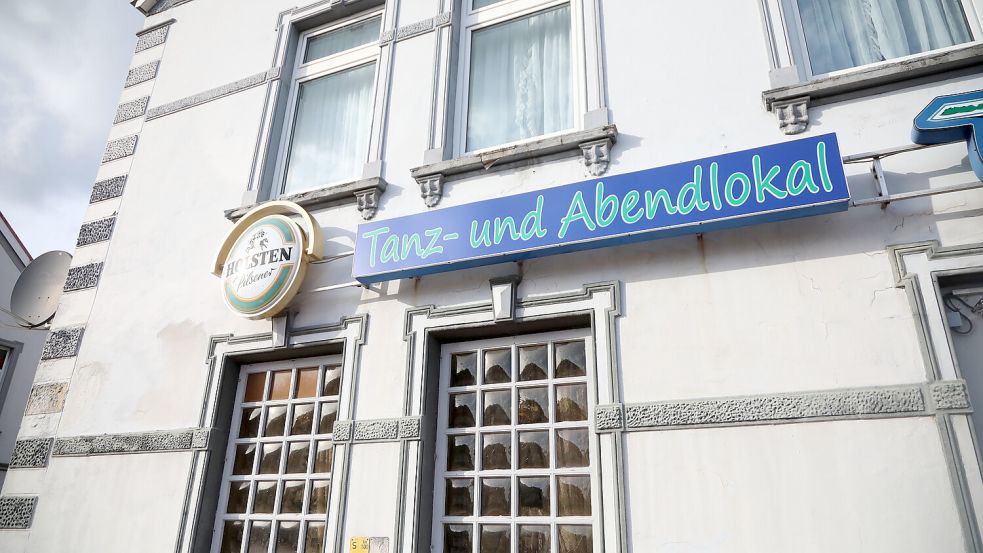 HOLSTEN
Pilsener
Tanz- und Abendlokal